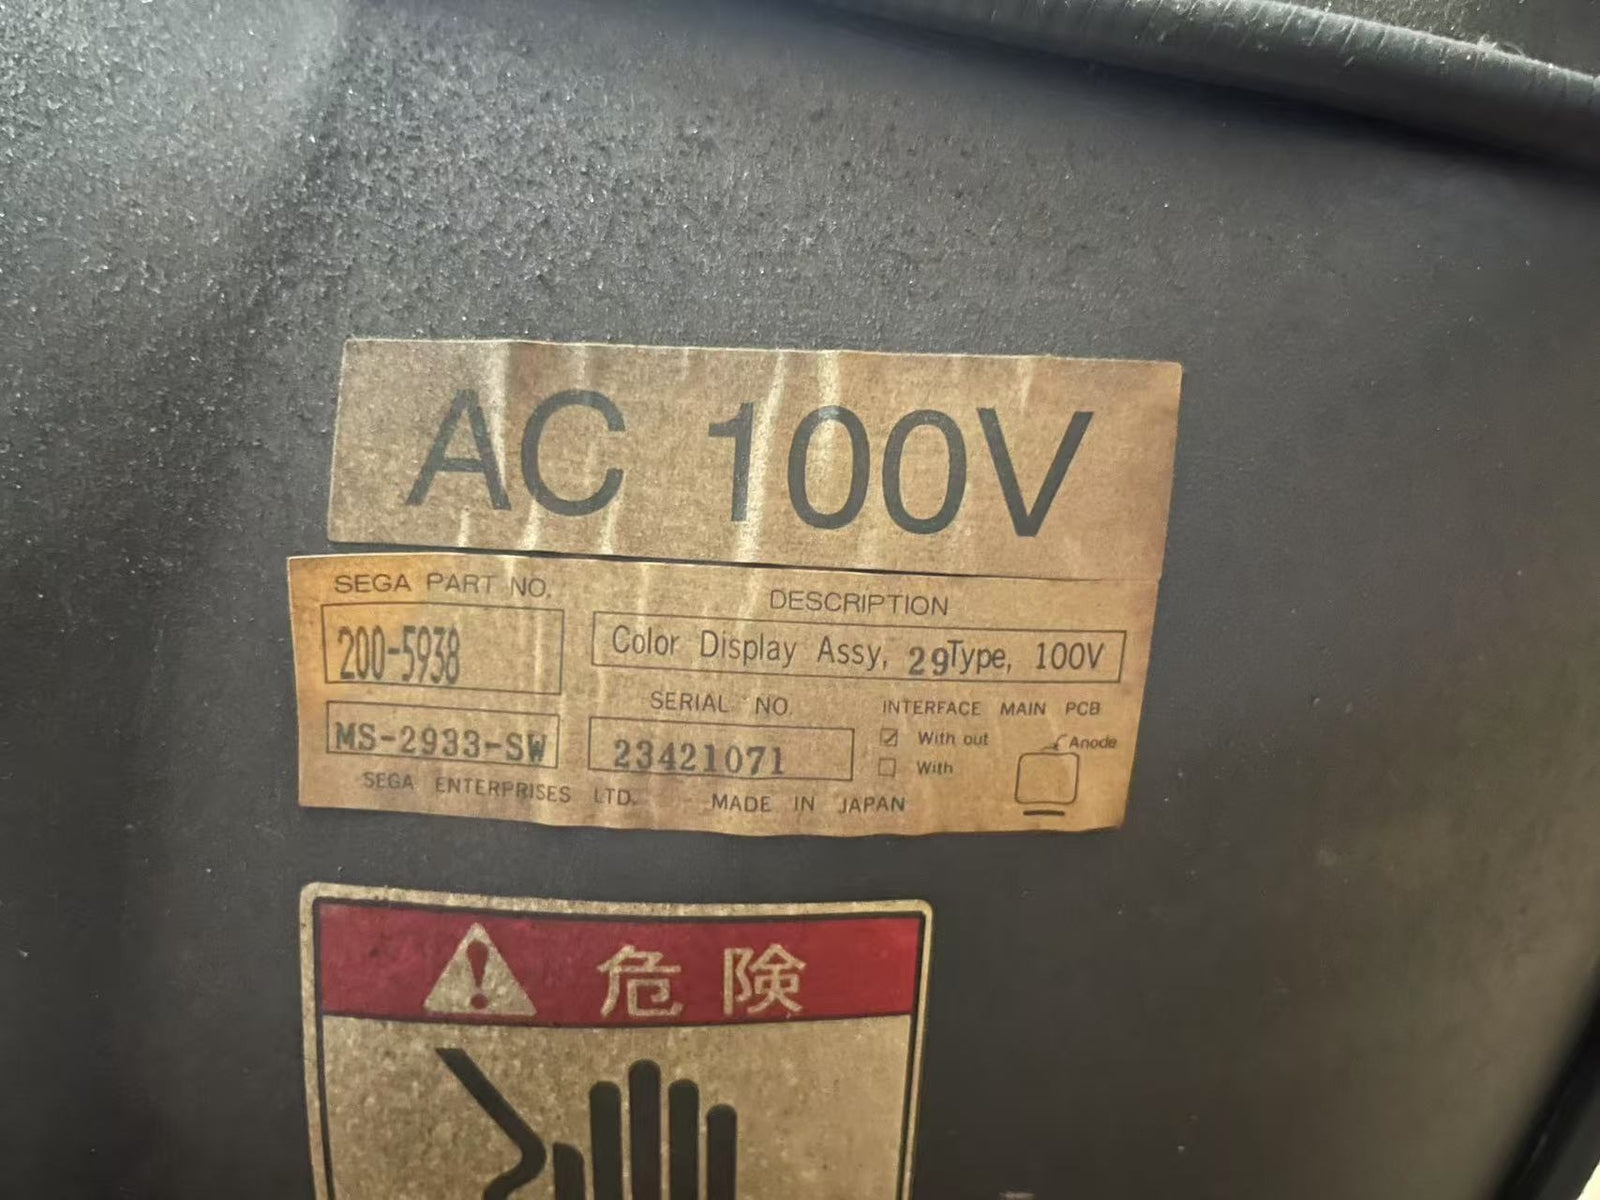 AC 100V
SEGA PART NO.
DESCRIPTION
200-5938
Color Display Assy, 29Type, 100V
SERIAL NO.
INTERFACE MAIN PCB
MS-2933-SW
23421071
☑ With out
☐ With
Anode
SEGA ENTERPRISES LTD. MADE IN JAPAN
危険